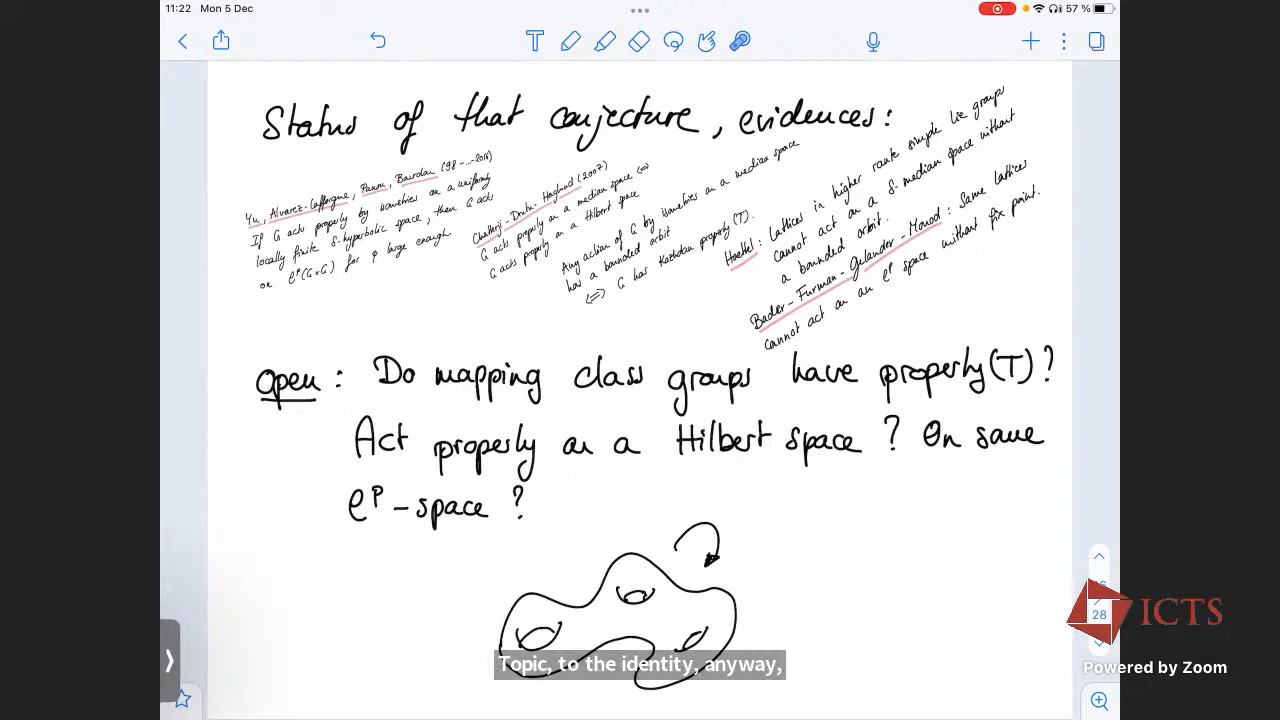 11:22 Mon 5 Dec
57 %
Status of that conjecture, evidences:
Yu, Alvarez-Lafforgue, Pansu, Bourdon (98 - ... - 2016)
If G acts properly by isometries on a uniformly
locally finite δ-hyperbolic space, then G acts
on ℓᵖ(G×G) for p large enough.
Chatterji - Drutu - Haglund (2007)
G acts properly on a median space ⇔
G acts properly on a Hilbert space
Any action of G by isometries on a median space
has a bounded orbit
⇔ G has Kazhdan property (T).
Haettel : Lattices in higher rank simple Lie groups
cannot act on a δ-median space without
a bounded orbit.
Bader - Furman - Gelander - Monod : Same lattices
cannot act on an ℓᵖ space without fix point.
open : Do mapping class groups have property (T) ?
Act properly on a Hilbert space ? On some
ℓᵖ - space ?
28
ICTS
Topic, to the identity, anyway,
Powered by Zoom